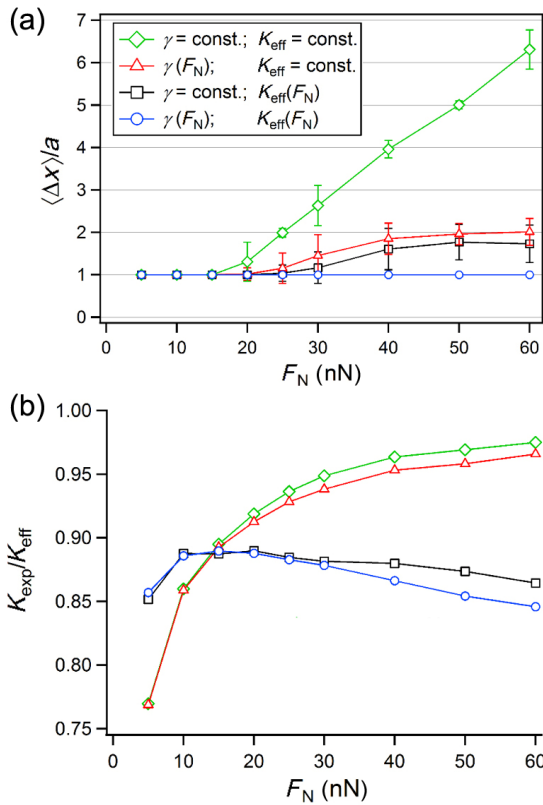 (a)
7
6
5
4
3
2
1
0
⟨Δx⟩/a
γ = const.; K_eff = const.
γ (F_N); K_eff = const.
γ = const.; K_eff(F_N)
γ (F_N); K_eff(F_N)
0 10 20 30 40 50 60
F_N (nN)
(b)
1.00
0.95
0.90
0.85
0.80
0.75
K_exp/K_eff
0 10 20 30 40 50 60
F_N (nN)